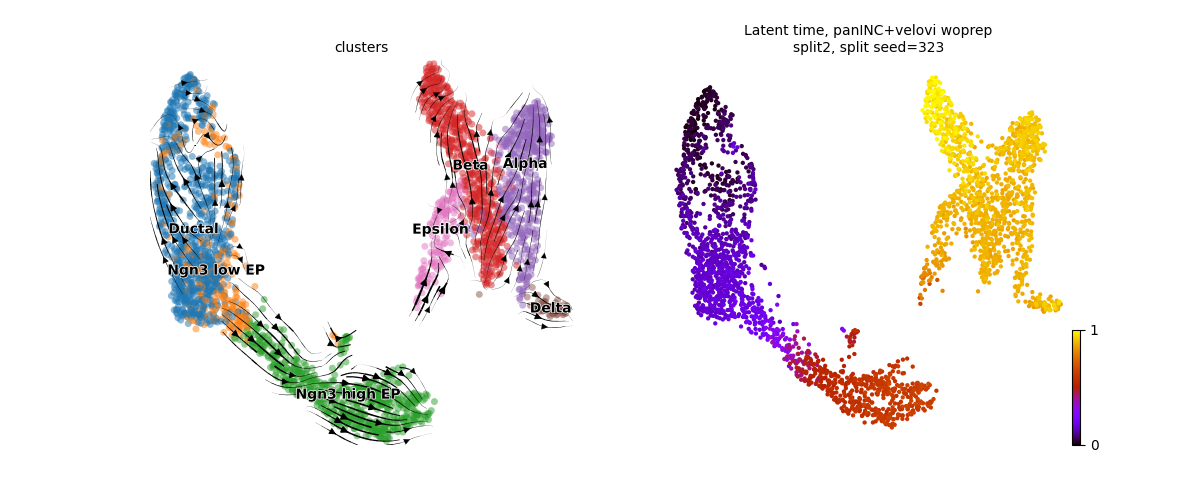 clusters
Beta
Alpha
Ductal
Epsilon
Ngn3 low EP
Delta
Ngn3 high EP
Latent time, panINC+velovi woprep
split2, split seed=323
1
0